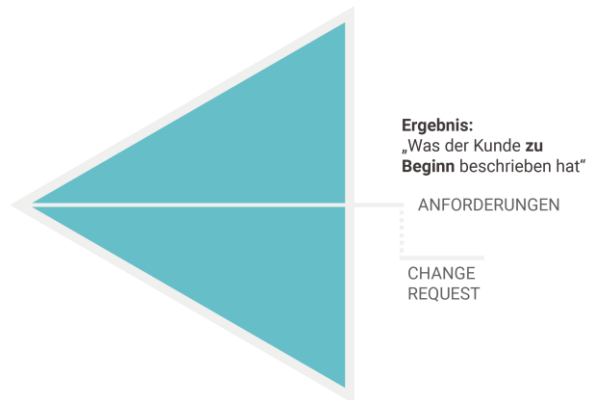 Ergebnis:
„Was der Kunde zu
Beginn beschrieben hat“
ANFORDERUNGEN
CHANGE
REQUEST